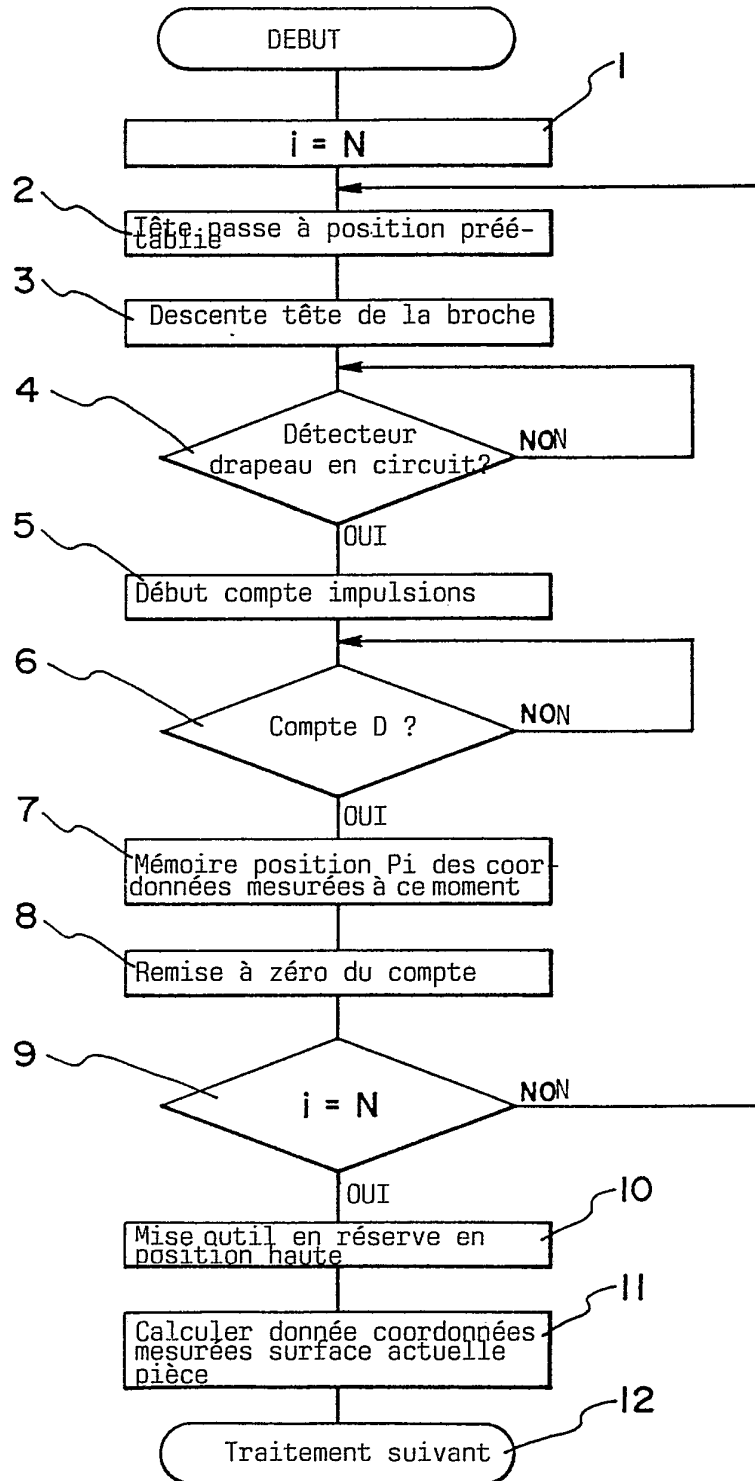 DEBUT
1
i = N
2
Tête passe à position préé-
tablie
3
Descente tête de la broche
4
Détecteur
drapeau en circuit?
NON
OUI
5
Début compte impulsions
6
Compte D ?
NON
OUI
7
Mémoire position Pi des coor-
données mesurées à ce moment
8
Remise à zéro du compte
9
i = N
NON
OUI
10
Mise outil en réserve en
position haute
11
Calculer donnée coordonnées
mesurées surface actuelle
pièce
12
Traitement suivant